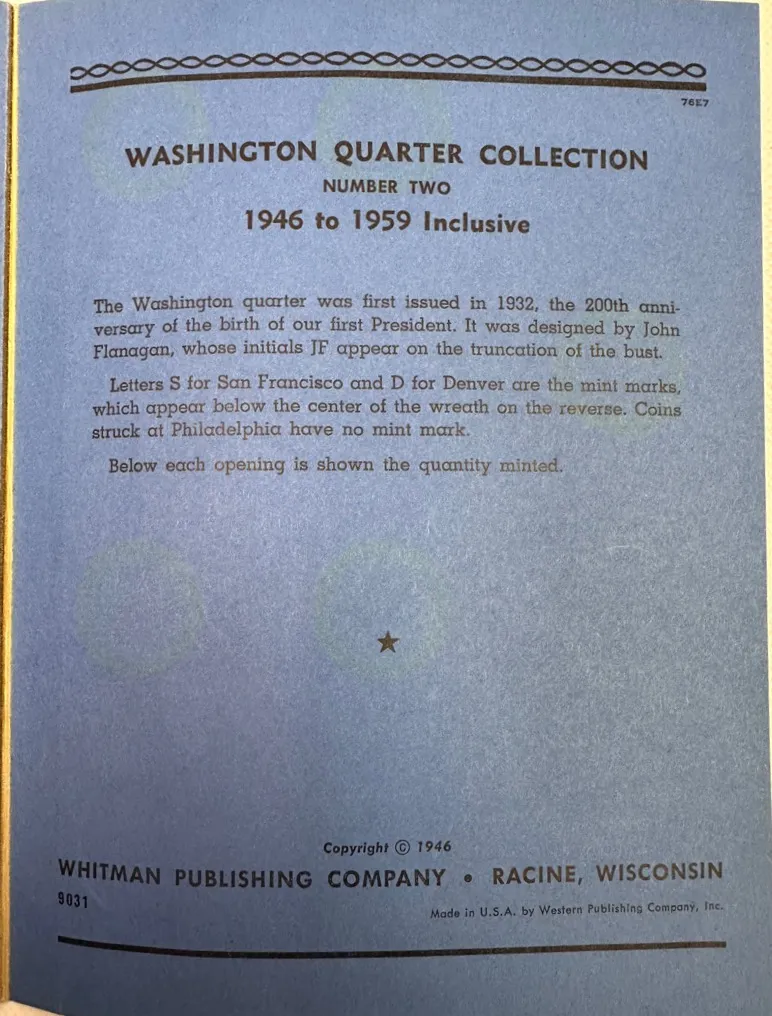 76E7
WASHINGTON QUARTER COLLECTION
NUMBER TWO
1946 to 1959 Inclusive
The Washington quarter was first issued in 1932, the 200th anni-
versary of the birth of our first President. It was designed by John
Flanagan, whose initials JF appear on the truncation of the bust.
Letters S for San Francisco and D for Denver are the mint marks,
which appear below the center of the wreath on the reverse. Coins
struck at Philadelphia have no mint mark.
Below each opening is shown the quantity minted.
Copyright © 1946
WHITMAN PUBLISHING COMPANY • RACINE, WISCONSIN
9031
Made in U.S.A. by Western Publishing Company, Inc.